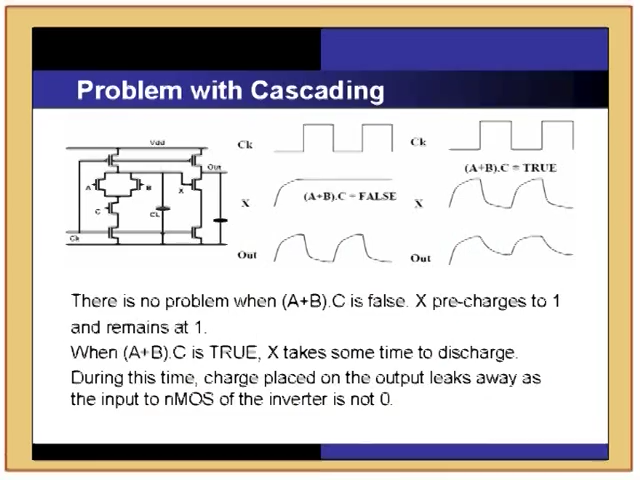 Problem with Cascading
Vdd
Out
A
B
X
C
CL
Ck
Ck
(A+B).C = FALSE
X
Out
Ck
(A+B).C = TRUE
X
Out
There is no problem when (A+B).C is false. X pre-charges to 1
and remains at 1.
When (A+B).C is TRUE, X takes some time to discharge.
During this time, charge placed on the output leaks away as
the input to nMOS of the inverter is not 0.